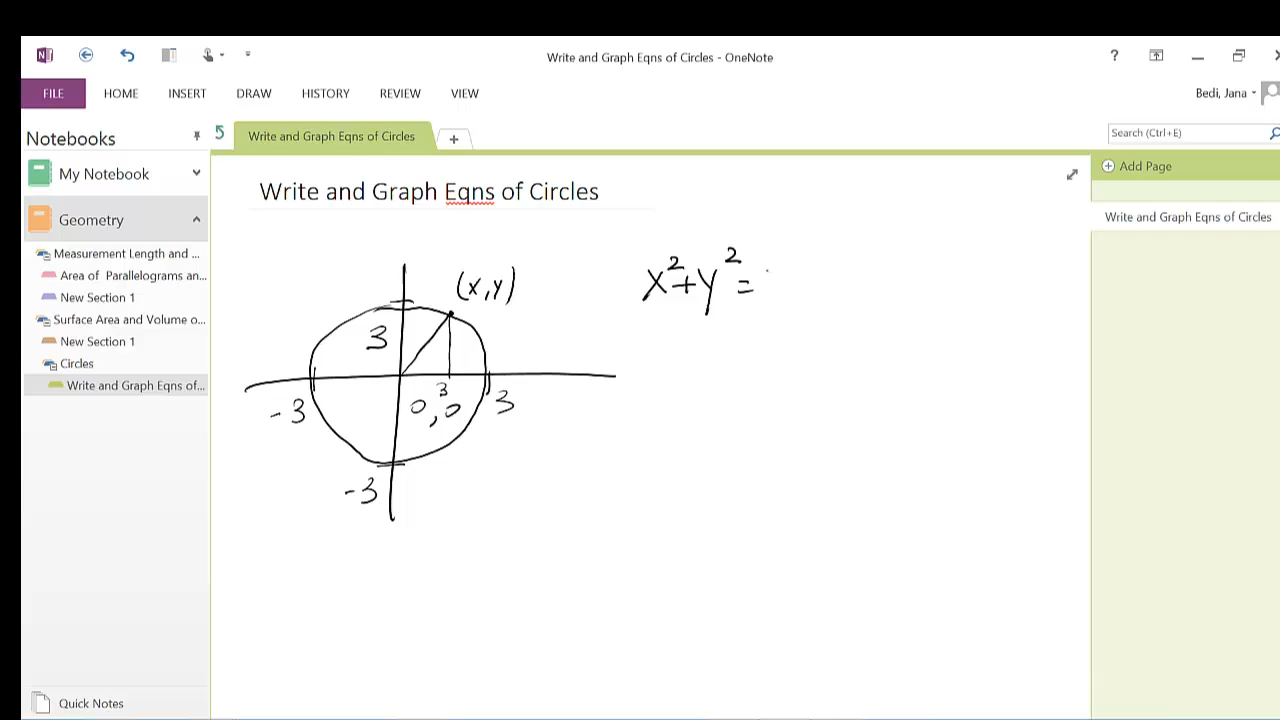 Write and Graph Eqns of Circles - OneNote
?
FILE HOME INSERT DRAW HISTORY REVIEW VIEW
Bedi, Jana
Notebooks
Write and Graph Eqns of Circles
+
Search (Ctrl+E)
My Notebook
Geometry
Measurement Length and ...
Area of Parallelograms an...
New Section 1
Surface Area and Volume o...
New Section 1
Circles
Write and Graph Eqns of...
Quick Notes
Write and Graph Eqns of Circles
(x,y)
x²+y²=
3
3
-3
0,0
3
-3
Add Page
Write and Graph Eqns of Circles